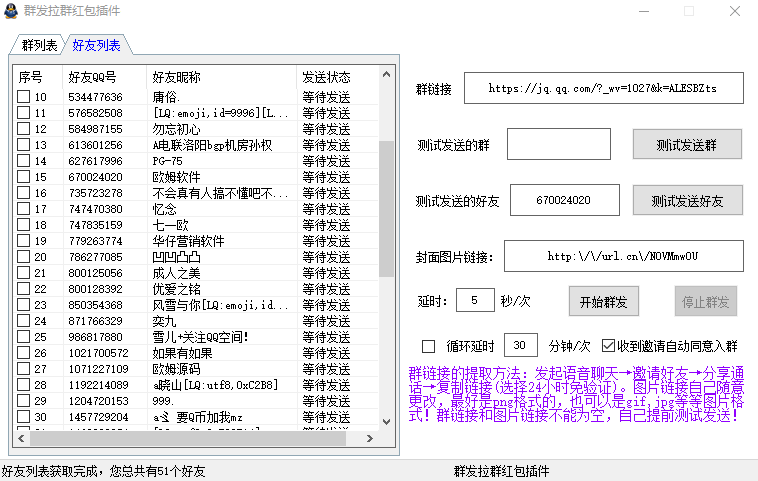 群发拉群红包插件
群列表 好友列表
序号 好友QQ号 好友昵称 发送状态
10 534477636 庸俗. 等待发送
11 576582508 [LQ:emoji,id=9996][L... 等待发送
12 584987155 勿忘初心 等待发送
13 613601256 A电联洛阳bgp机房孙权 等待发送
14 627617996 PG-75 等待发送
15 670024020 欧姆软件 等待发送
16 735723278 不会真有人搞不懂吧不... 等待发送
17 747470380 忆念 等待发送
18 747835159 七一欧 等待发送
19 779263774 华仔营销软件 等待发送
20 786277085 凹凹凸凸 等待发送
21 800125056 成人之美 等待发送
22 800128392 优爱之铭 等待发送
23 850354368 风雪与你[LQ:emoji,id... 等待发送
24 871766329 奕九 等待发送
25 986817880 雪儿+关注QQ空间! 等待发送
26 1021700572 如果有如果 等待发送
27 1071227109 欧姆源码 等待发送
28 1192214089 a晓山[LQ:utf8,0xC2B8] 等待发送
29 1204720153 999. 等待发送
30 1457729204 要Q币加我mz 等待发送
群链接 https://jq.qq.com/?_wv=1027&k=ALESBZts
测试发送的群 测试发送群
测试发送的好友 670024020 测试发送好友
封面图片链接: http:\/\/url.cn\/N0VMmw0U
延时: 5 秒/次 开始群发 停止群发
循环延时 30 分钟/次 收到邀请自动同意入群
群链接的提取方法：发起语音聊天→邀请好友→分享通
话→复制链接(选择24小时免验证)。图片链接自己随意
更改，最好是png格式的，也可以是gif,jpg等等图片格
式！群链接和图片链接不能为空，自己提前测试发送！
好友列表获取完成，您总共有51个好友 群发拉群红包插件